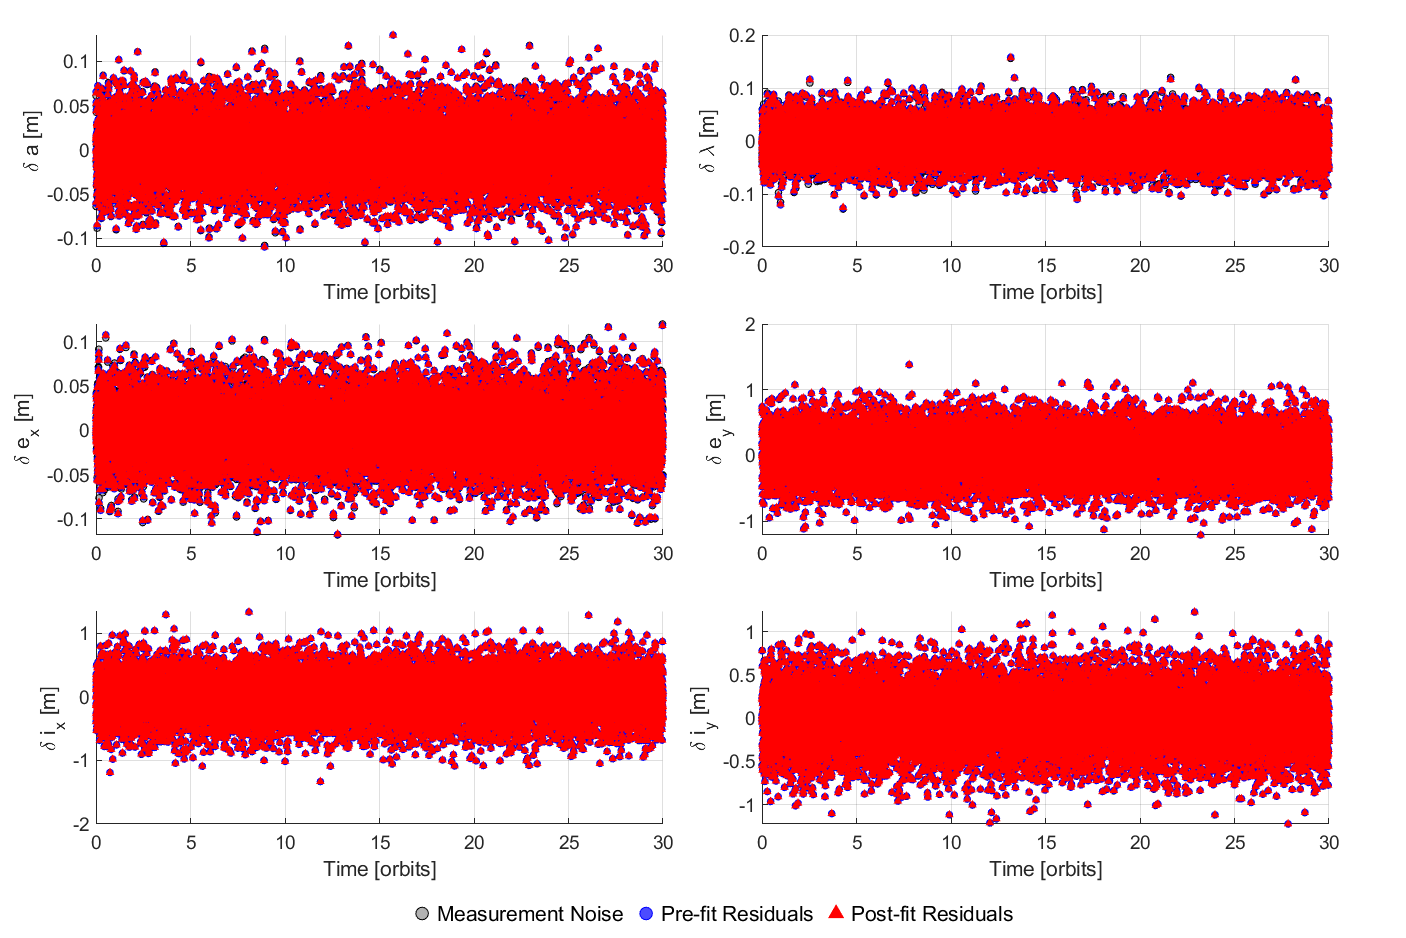 0.1
0.05
0
-0.05
-0.1
δ a [m]
0 5 10 15 20 25 30
Time [orbits]
0.2
0.1
0
-0.1
-0.2
δ λ [m]
0 5 10 15 20 25 30
Time [orbits]
0.1
0.05
0
-0.05
-0.1
δ e_x [m]
0 5 10 15 20 25 30
Time [orbits]
2
1
0
-1
δ e_y [m]
0 5 10 15 20 25 30
Time [orbits]
1
0
-1
-2
δ i_x [m]
0 5 10 15 20 25 30
Time [orbits]
1
0.5
0
-0.5
-1
δ i_y [m]
0 5 10 15 20 25 30
Time [orbits]
Measurement Noise Pre-fit Residuals Post-fit Residuals